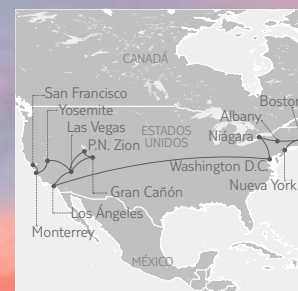 CANADÁ
San Francisco
Yosemite
Las Vegas
P.N. Zion
ESTADOS
UNIDOS
Boston
Albany.
Niágara
Washington D.C.
Nueva York
Gran Cañón
Los Ángeles
Monterrey
MÉXICO